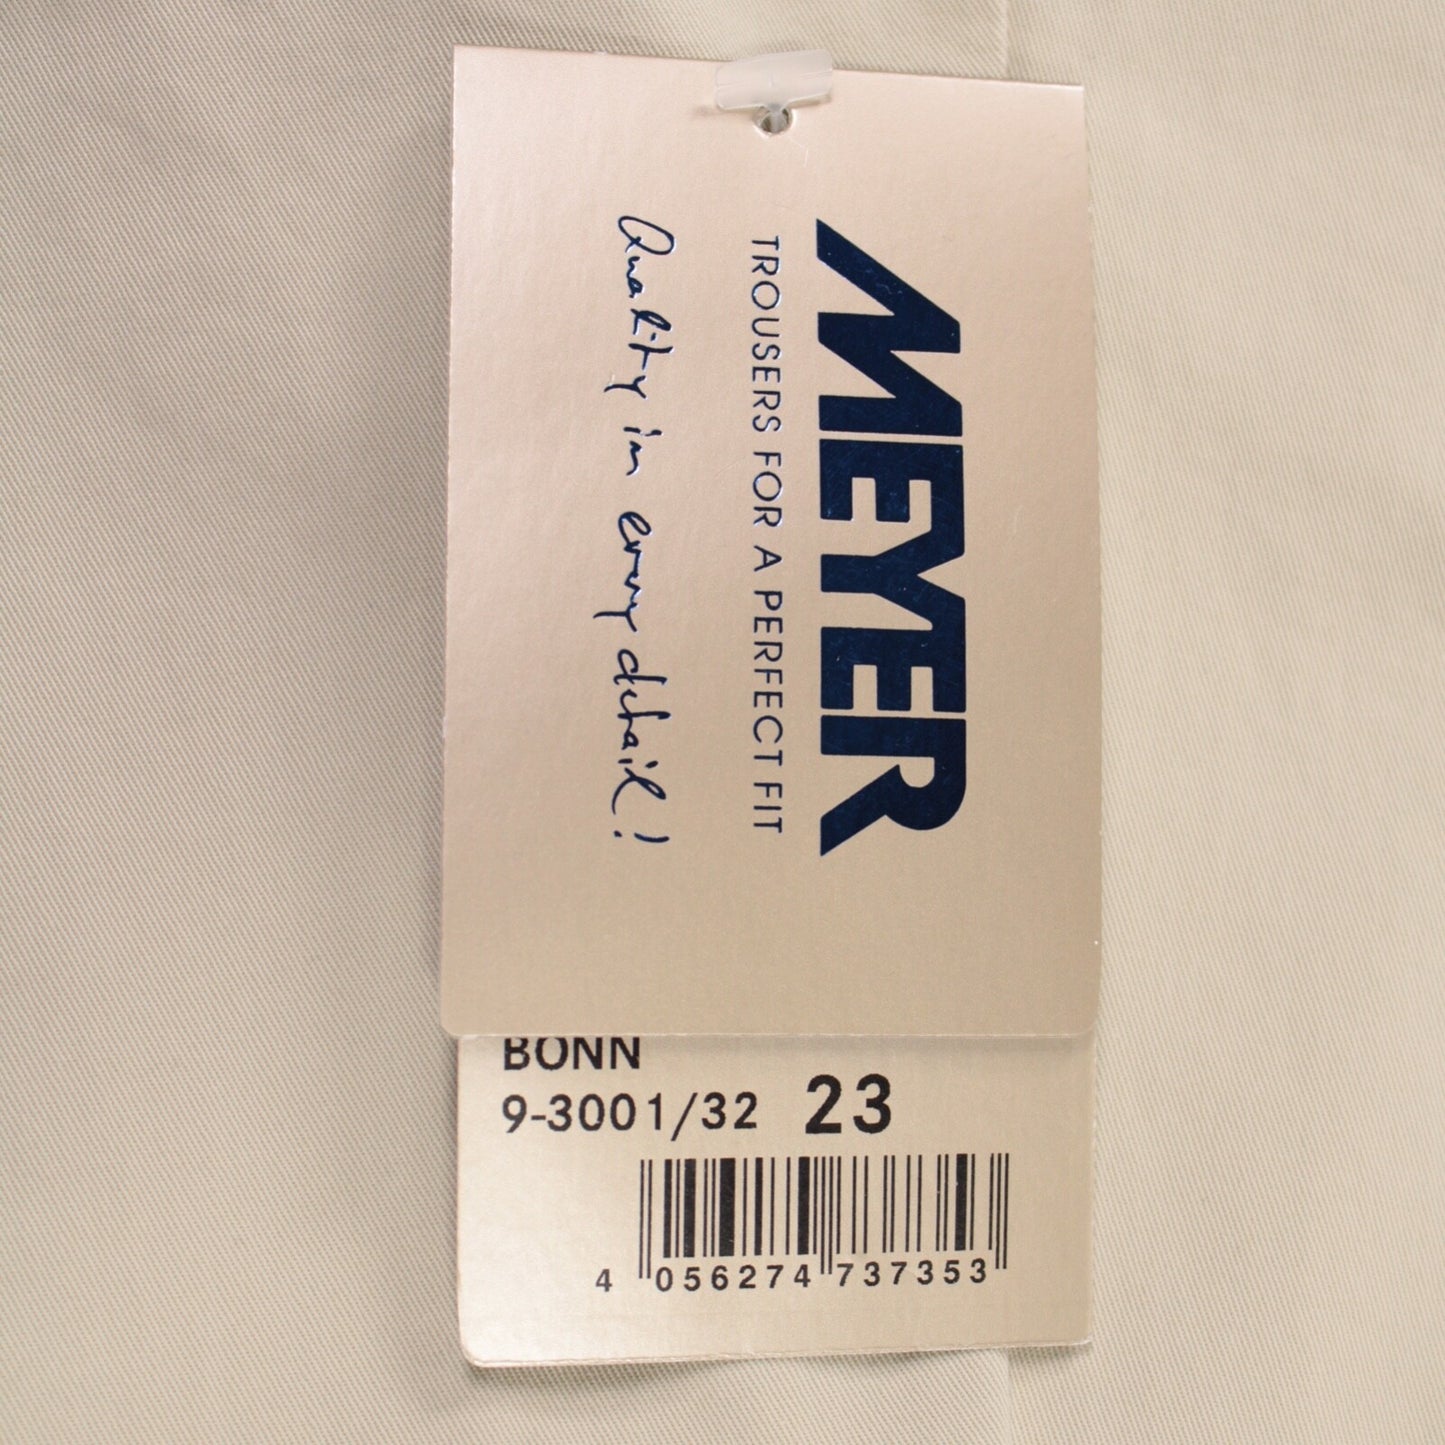 MEYER
TROUSERS FOR A PERFECT FIT
Quality in every detail!
BONN
9-3001/32 23
4 056274 737353